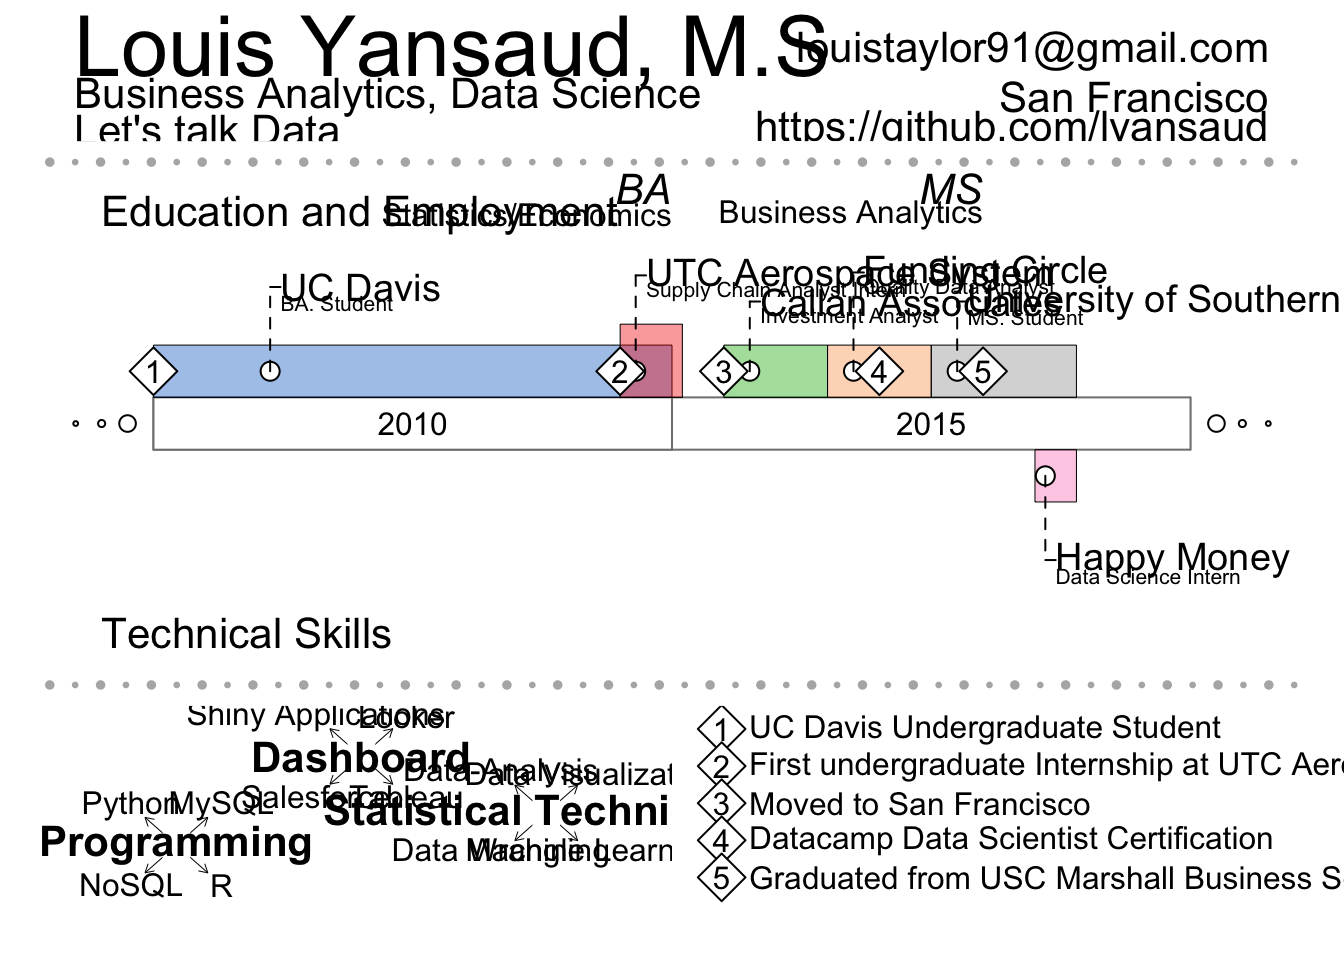 Louis Yansaud, M.S
louistaylor91@gmail.com
Business Analytics, Data Science
San Francisco
Let's talk Data
https://github.com/lyansaud
BA
MS
Education and Employment
Statistics/Economics
Business Analytics
UC Davis
BA. Student
UTC Aerospace System
Supply Chain Analyst Intern
Funding Circle
Quality Data Analyst
Callan Associates
Investment Analyst
University of Southern
MS. Student
1
2
3
4
5
2010
2015
Happy Money
Data Science Intern
Technical Skills
Shiny Applications
Looker
Dashboard
Salesforce
Tableau
Data Analysis
Data Visualizat
Statistical Techni
Data Wrangling
Machine Learn
Python
MySQL
Programming
NoSQL
R
1 UC Davis Undergraduate Student
2 First undergraduate Internship at UTC Aer
3 Moved to San Francisco
4 Datacamp Data Scientist Certification
5 Graduated from USC Marshall Business S